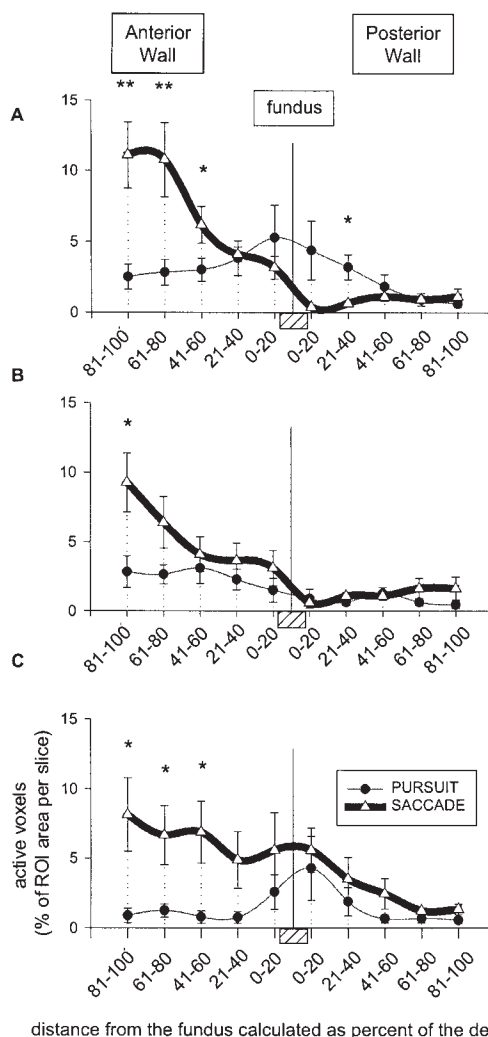 Anterior
Wall
Posterior
Wall
** **
fundus
A
15
*
*
10
5
0
81-100 61-80 41-60 21-40 0-20 0-20 21-40 41-60 61-80 81-100
B
15
*
10
5
0
81-100 61-80 41-60 21-40 0-20 0-20 21-40 41-60 61-80 81-100
C
15
* * *
PURSUIT
SACCADE
10
5
0
active voxels
(% of ROI area per slice)
81-100 61-80 41-60 21-40 0-20 0-20 21-40 41-60 61-80 81-100
distance from the fundus calculated as percent of the de